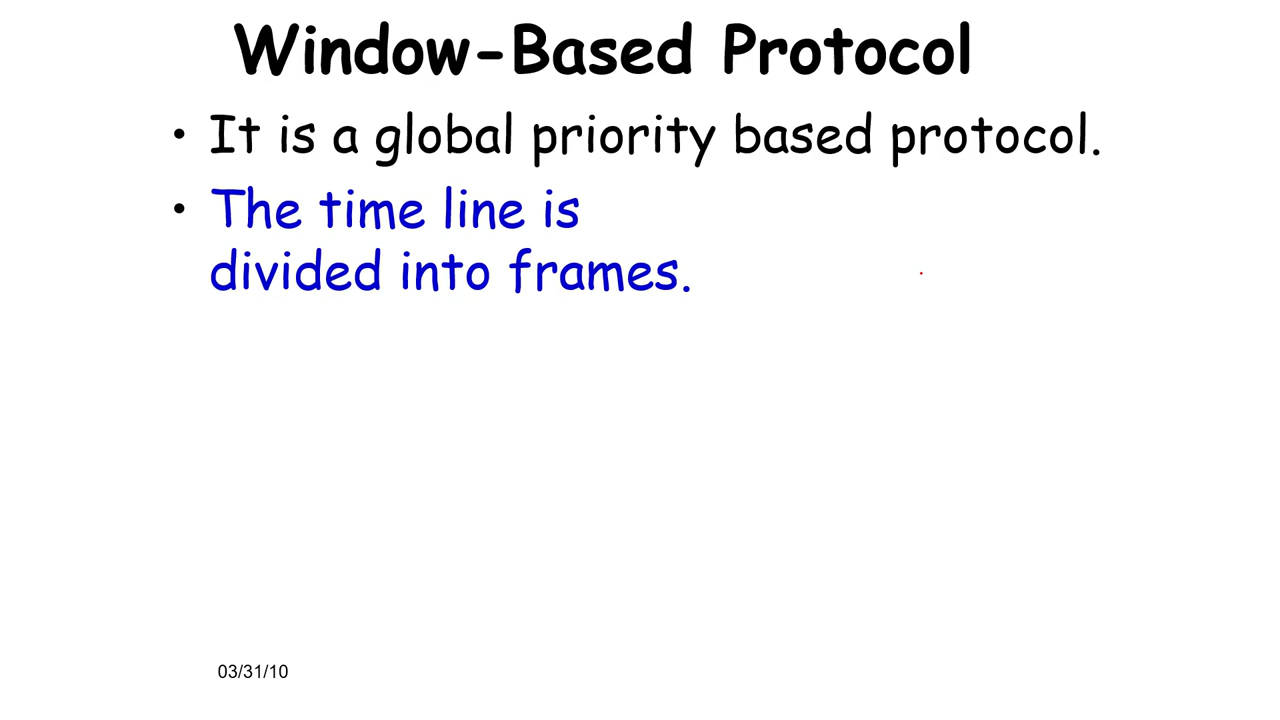 Window-Based Protocol
• It is a global priority based protocol.
• The time line is
divided into frames.
03/31/10